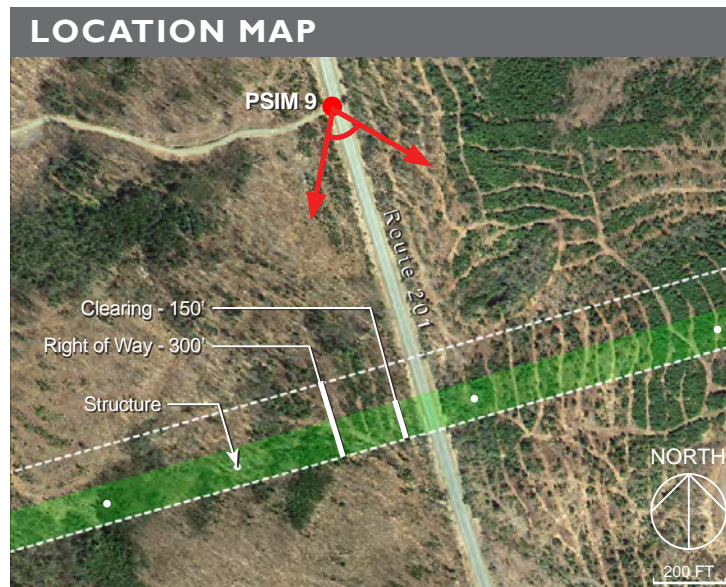 LOCATION MAP
PSIM 9
Route 201
Clearing - 150'
Right of Way - 300'
Structure
NORTH
200 FT